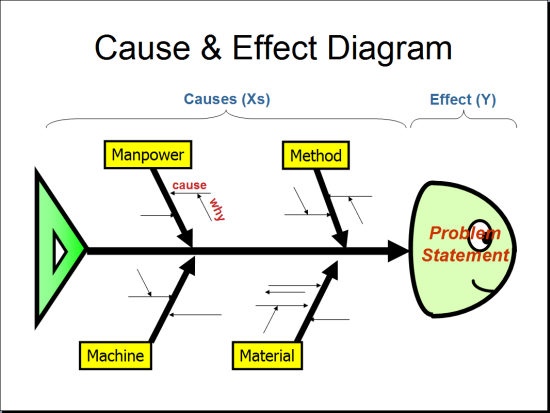 Cause & Effect Diagram
Causes (Xs)
Effect (Y)
Manpower
Method
cause
why
Problem
Statement
Machine
Material